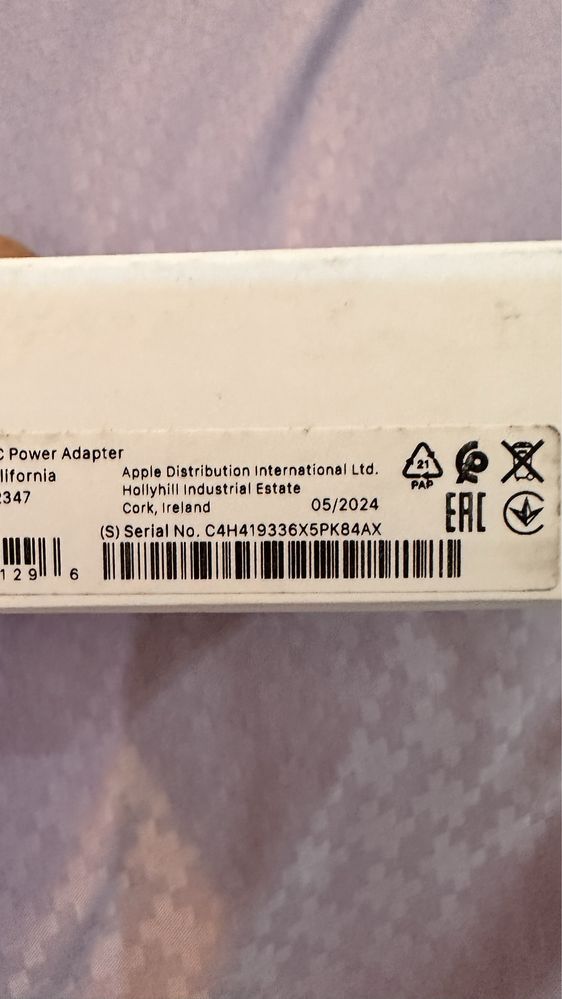 C Power Adapter
lifornia
2347
Apple Distribution International Ltd.
Hollyhill Industrial Estate
Cork, Ireland 05/2024
21
PAP
EAC
(S) Serial No. C4H419336X5PK84AX
129 6